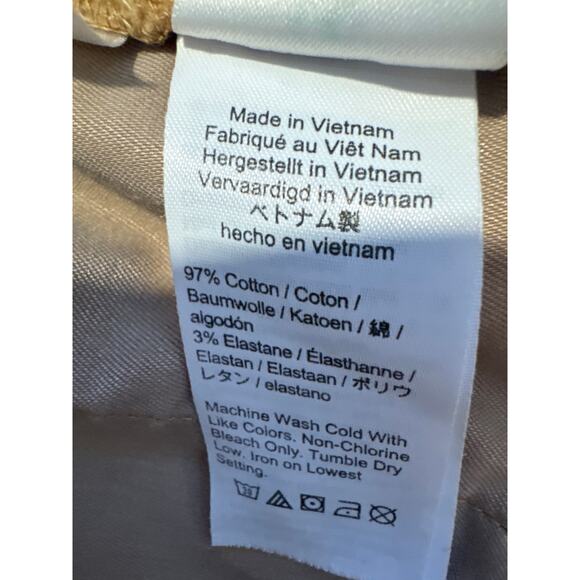 Made in Vietnam
Fabriqué au Viêt Nam
Hergestellt in Vietnam
Vervaardigd in Vietnam
ベトナム製
hecho en vietnam
97% Cotton / Coton /
Baumwolle / Katoen / 綿 /
algodón
3% Elastane / Élasthanne /
Elastan / Elastaan / ポリウ
レタン / elastano
Machine Wash Cold With
Like Colors. Non-Chlorine
Bleach Only. Tumble Dry
Low. Iron on Lowest
Setting.
30